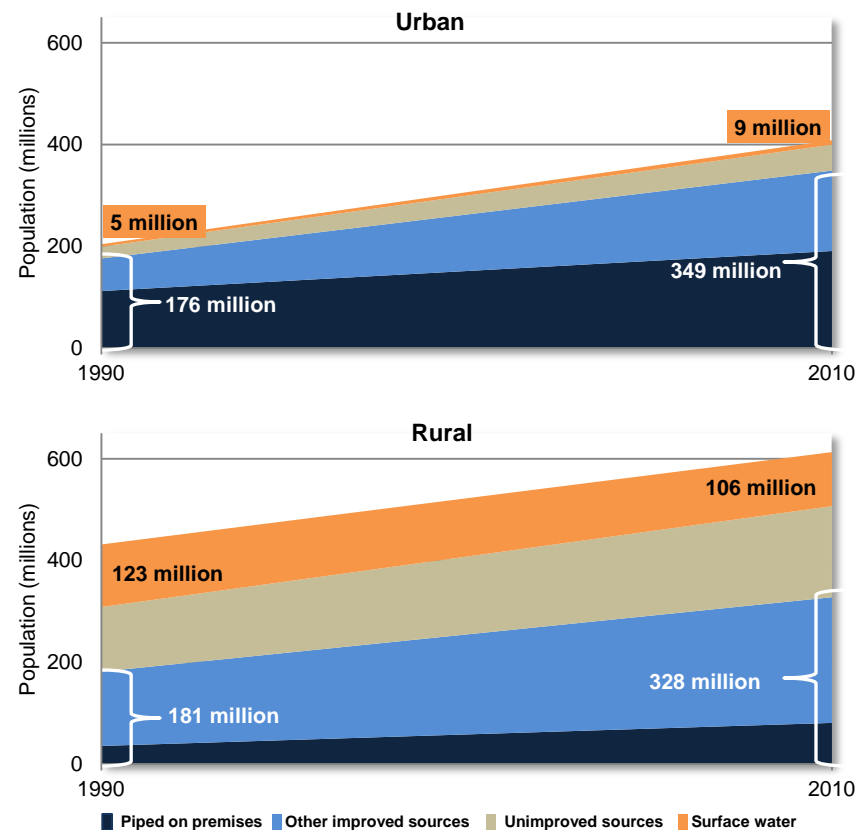 Urban
Population (millions)
600
400
200
0
9 million
5 million
349 million
176 million
1990 2010
Rural
Population (millions)
600
400
200
0
106 million
123 million
328 million
181 million
1990 2010
Piped on premises Other improved sources Unimproved sources Surface water